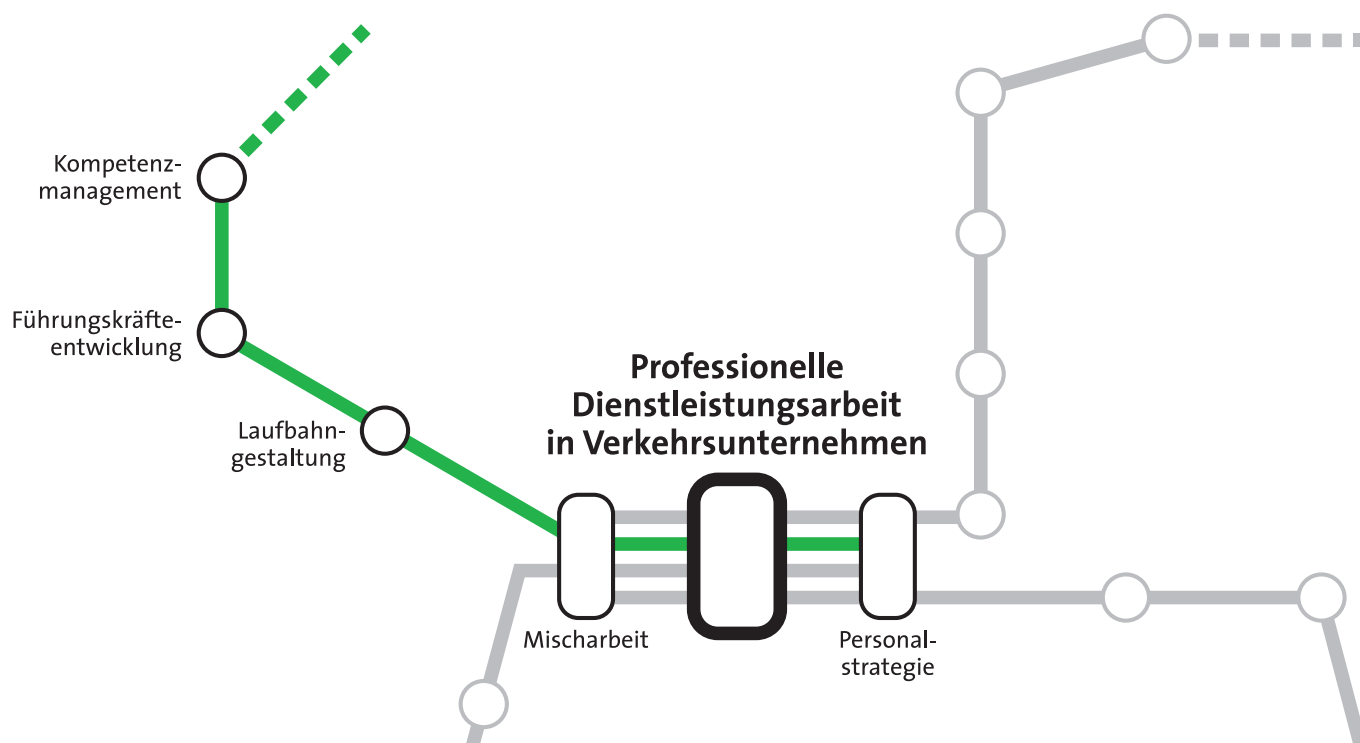 Kompetenz-
management
Führungskräfte-
entwicklung
Laufbahn-
gestaltung
Professionelle
Dienstleistungsarbeit
in Verkehrsunternehmen
Mischarbeit
Personal-
strategie